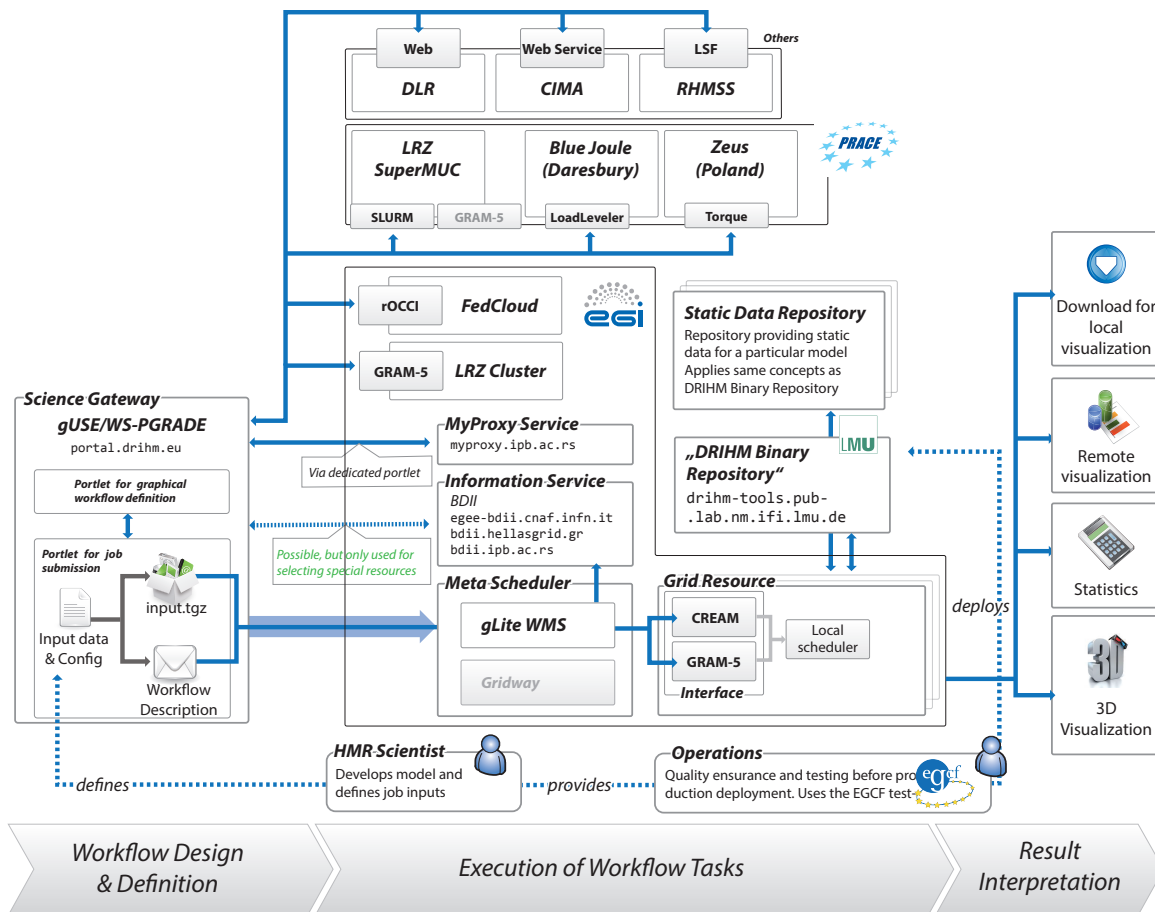 Others
Web
Web Service
LSF
DLR
CIMA
RHMSS
PRACE
LRZ
SuperMUC
Blue Joule
(Daresbury)
Zeus
(Poland)
SLURM
GRAM-5
LoadLeveler
Torque
rOCCI
FedCloud
eGi
GRAM-5
LRZ Cluster
Science Gateway
gUSE/WS-PGRADE
portal.drihm.eu
Portlet for graphical
workflow definition
Portlet for job
submission
input.tgz
Input data
& Config
Workflow
Description
MyProxy Service
myproxy.ipb.ac.rs
Via dedicated portlet
Information Service
BDII
egee-bdii.cnaf.infn.it
bdii.hellasgrid.gr
bdii.ipb.ac.rs
Possible, but only used for
selecting special resources
Meta Scheduler
gLite WMS
Gridway
Static Data Repository
Repository providing static
data for a particular model
Applies same concepts as
DRIHM Binary Repository
LMU
„DRIHM Binary
Repository“
drihm-tools.pub-
.lab.nm.ifi.lmu.de
Grid Resource
CREAM
GRAM-5
Interface
Local
scheduler
deploys
Download for
local
visualization
Remote
visualization
Statistics
3D
3D
Visualization
defines
HMR Scientist
Develops model and
defines job inputs
provides
Operations
Quality ensurance and testing before pro
duction deployment. Uses the EGCF test-
egcf
Workflow Design
& Definition
Execution of Workflow Tasks
Result
Interpretation